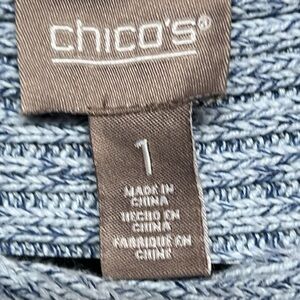 chico's®
1
MADE IN
CHINA
HECHO EN
CHINA
FABRIQUE EN
CHINE